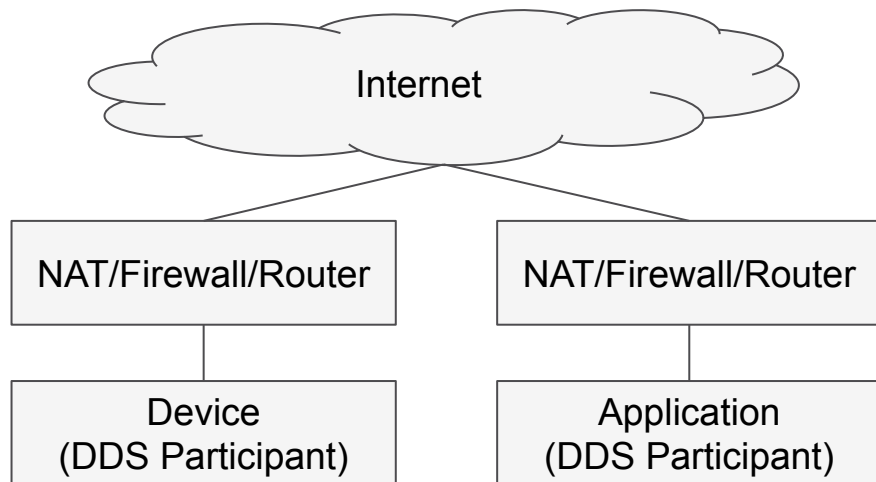 Internet
NAT/Firewall/Router
NAT/Firewall/Router
Device
(DDS Participant)
Application
(DDS Participant)